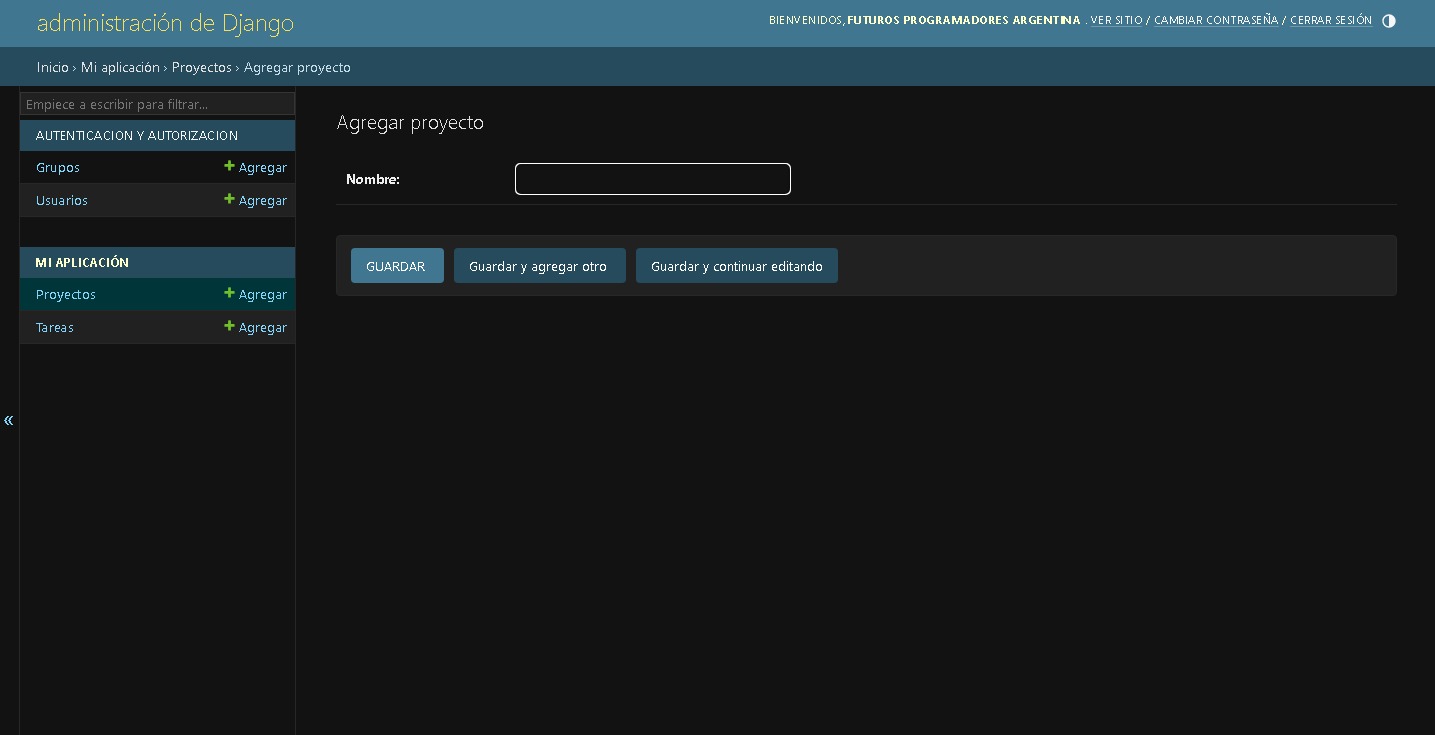 administración de Django
BIENVENIDOS, FUTUROS PROGRAMADORES ARGENTINA . VER SITIO / CAMBIAR CONTRASEÑA / CERRAR SESIÓN
Inicio › Mi aplicación › Proyectos › Agregar proyecto
Empiece a escribir para filtrar...
AUTENTICACION Y AUTORIZACION
Grupos + Agregar
Usuarios + Agregar
MI APLICACIÓN
Proyectos + Agregar
Tareas + Agregar
«
Agregar proyecto
Nombre:
GUARDAR Guardar y agregar otro Guardar y continuar editando